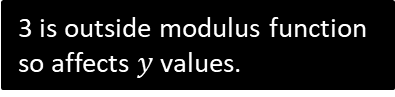 3 is outside modulus function
so affects y values.